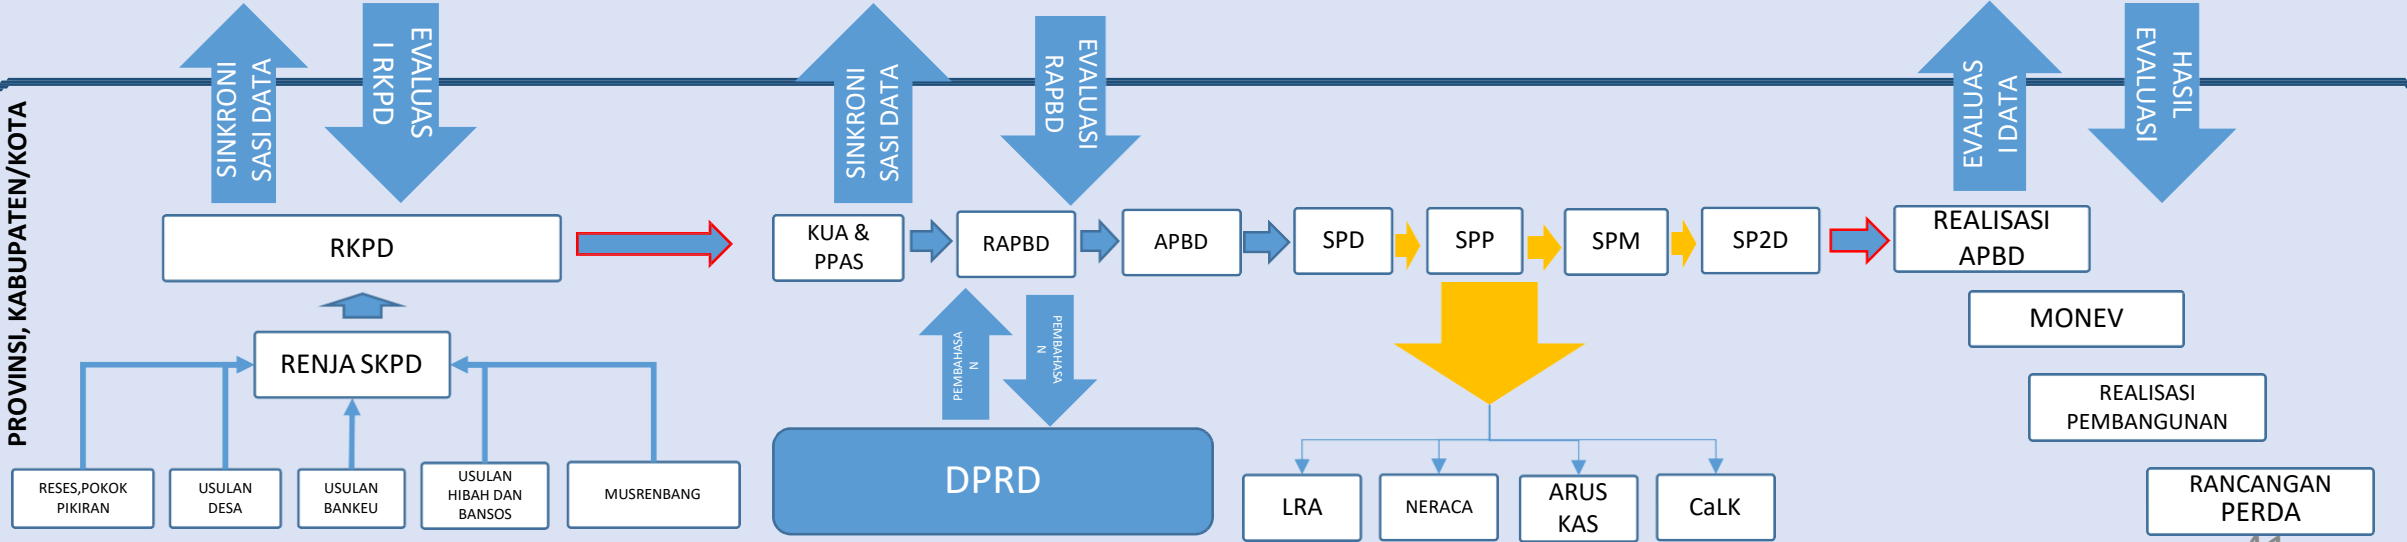 SINKRONI
SASI DATA
EVALUAS
I RKPD
SINKRONI
SASI DATA
EVALUASI
RAPBD
EVALUAS
I DATA
HASIL
EVALUASI
PROVINSI, KABUPATEN/KOTA
RKPD
KUA &
PPAS
RAPBD
APBD
SPD
SPP
SPM
SP2D
REALISASI
APBD
MONEV
REALISASI
PEMBANGUNAN
RANCANGAN
PERDA
RENJA SKPD
PEMBAHASA
N
PEMBAHASA
N
RESES,POKOK
PIKIRAN
USULAN
DESA
USULAN
BANKEU
USULAN
HIBAH DAN
BANSOS
MUSRENBANG
DPRD
LRA
NERACA
ARUS
KAS
CaLK